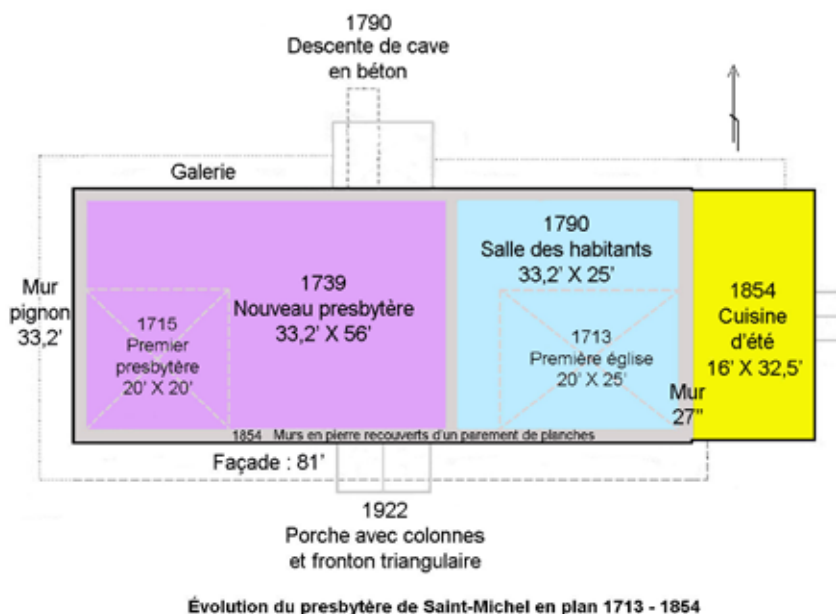 1790
Descente de cave
en béton
Galerie
Mur
pignon
33,2'
1739
Nouveau presbytère
33,2' X 56'
1715
Premier
presbytère
20' X 20'
1790
Salle des habitants
33,2' X 25'
1713
Première église
20' X 25'
Mur
27"
1854
Cuisine
d'été
16' X 32,5'
1854 Murs en pierre recouverts d'un parement de planches
Façade : 81'
1922
Porche avec colonnes
et fronton triangulaire
Évolution du presbytère de Saint-Michel en plan 1713 - 1854